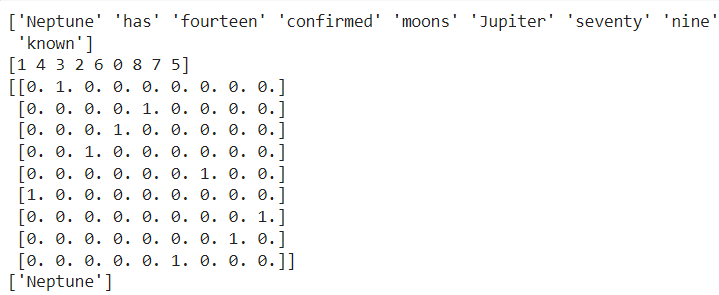 ['Neptune' 'has' 'fourteen' 'confirmed' 'moons' 'Jupiter' 'seventy' 'nine'
 'known']
[1 4 3 2 6 0 8 7 5]
[[0. 1. 0. 0. 0. 0. 0. 0. 0.]
 [0. 0. 0. 0. 1. 0. 0. 0. 0.]
 [0. 0. 0. 1. 0. 0. 0. 0. 0.]
 [0. 0. 1. 0. 0. 0. 0. 0. 0.]
 [0. 0. 0. 0. 0. 0. 1. 0. 0.]
 [1. 0. 0. 0. 0. 0. 0. 0. 0.]
 [0. 0. 0. 0. 0. 0. 0. 0. 1.]
 [0. 0. 0. 0. 0. 0. 0. 1. 0.]
 [0. 0. 0. 0. 0. 1. 0. 0. 0.]]
['Neptune']